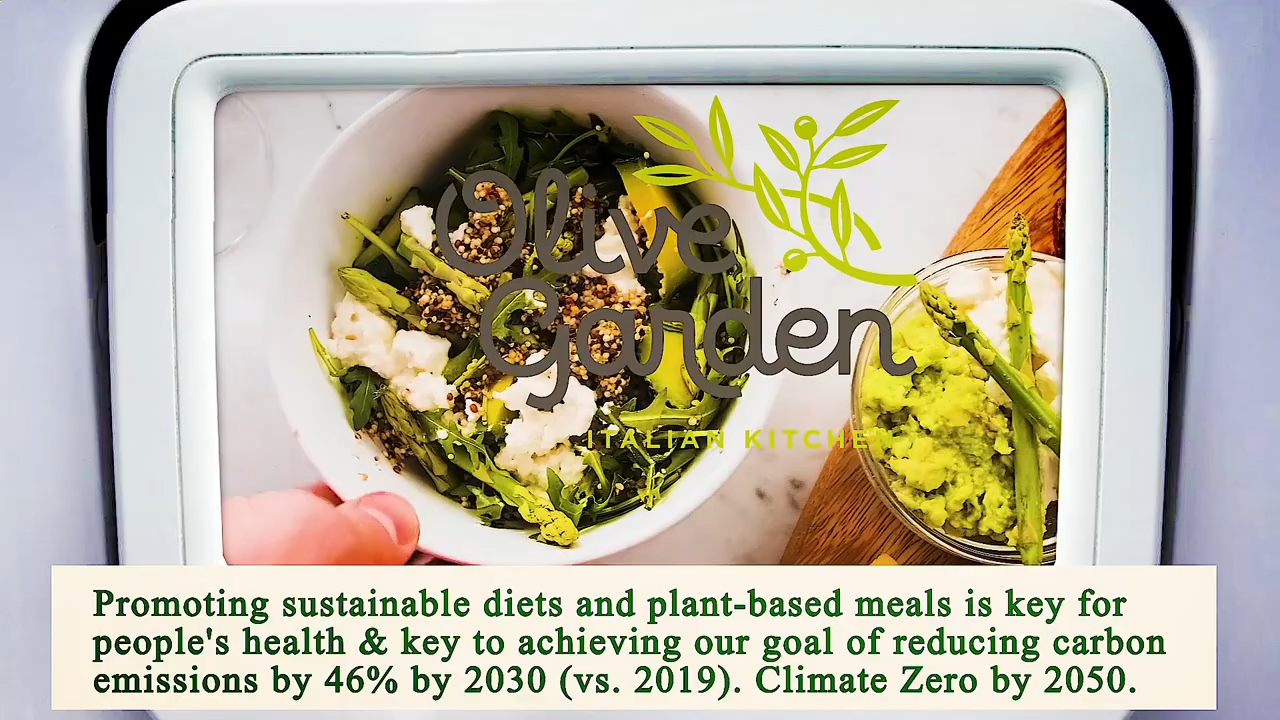 Olive
Garden
ITALIAN KITCHEN
Promoting sustainable diets and plant-based meals is key for
people's health & key to achieving our goal of reducing carbon
emissions by 46% by 2030 (vs. 2019). Climate Zero by 2050.